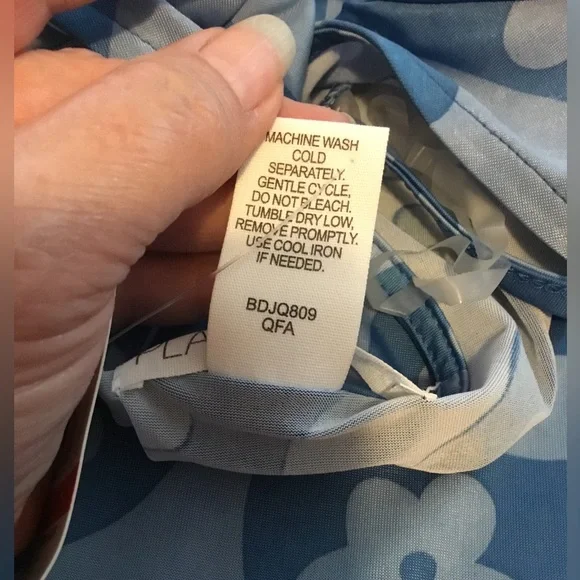 MACHINE WASH
COLD
SEPARATELY.
GENTLE CYCLE,
DO NOT BLEACH.
TUMBLE DRY LOW,
REMOVE PROMPTLY.
USE COOL IRON
IF NEEDED.
BDJQ809
QFA